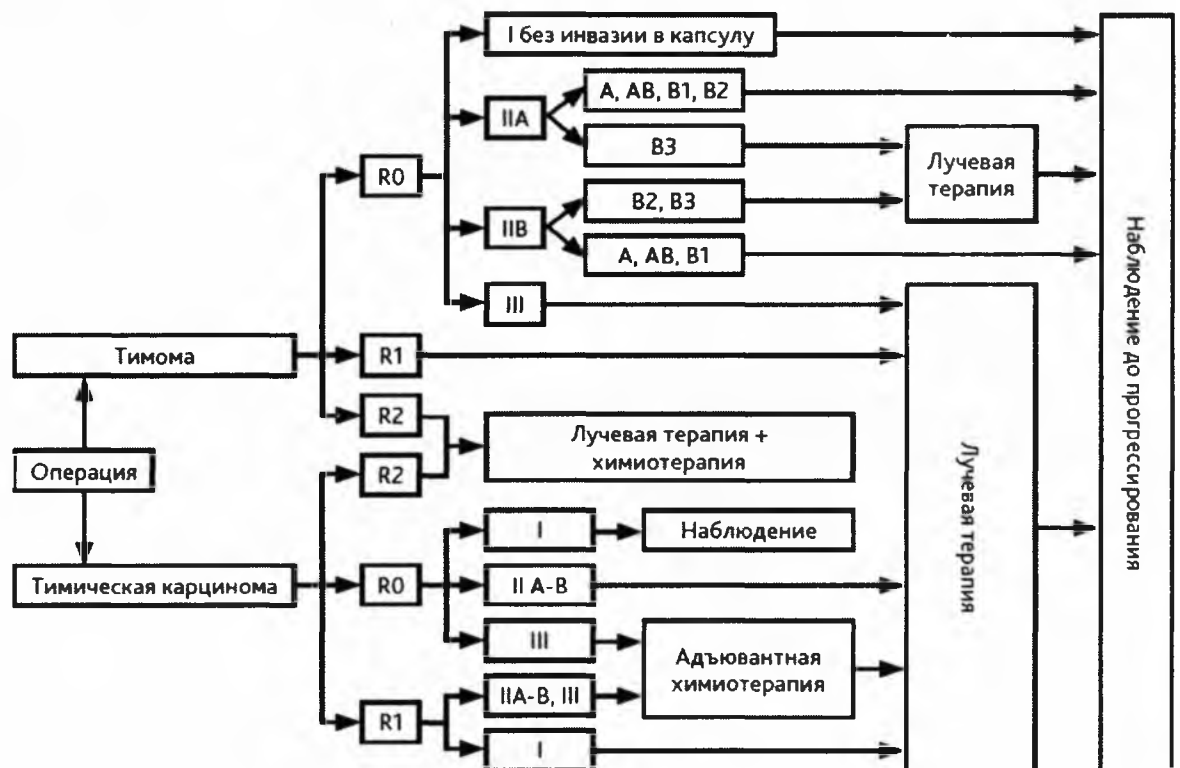 I без инвазии в капсулу
IIA
A, AB, B1, B2
B3
R0
Лучевая
терапия
IIB
B2, B3
A, AB, B1
III
Тимома
R1
R2
Лучевая терапия +
химиотерапия
Операция
R2
I
Наблюдение
Тимическая карцинома
R0
II A-B
III
Адъювантная
химиотерапия
IIA-B, III
R1
I
Лучевая терапия
Наблюдение до прогрессирования